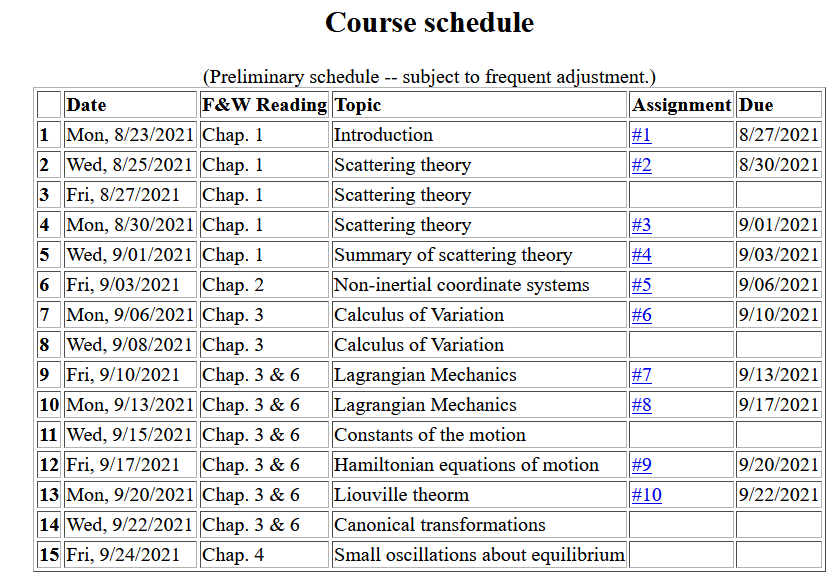 Course schedule
(Preliminary schedule -- subject to frequent adjustment.)
Date F&W Reading Topic Assignment Due
1 Mon, 8/23/2021 Chap. 1 Introduction #1 8/27/2021
2 Wed, 8/25/2021 Chap. 1 Scattering theory #2 8/30/2021
3 Fri, 8/27/2021 Chap. 1 Scattering theory
4 Mon, 8/30/2021 Chap. 1 Scattering theory #3 9/01/2021
5 Wed, 9/01/2021 Chap. 1 Summary of scattering theory #4 9/03/2021
6 Fri, 9/03/2021 Chap. 2 Non-inertial coordinate systems #5 9/06/2021
7 Mon, 9/06/2021 Chap. 3 Calculus of Variation #6 9/10/2021
8 Wed, 9/08/2021 Chap. 3 Calculus of Variation
9 Fri, 9/10/2021 Chap. 3 & 6 Lagrangian Mechanics #7 9/13/2021
10 Mon, 9/13/2021 Chap. 3 & 6 Lagrangian Mechanics #8 9/17/2021
11 Wed, 9/15/2021 Chap. 3 & 6 Constants of the motion
12 Fri, 9/17/2021 Chap. 3 & 6 Hamiltonian equations of motion #9 9/20/2021
13 Mon, 9/20/2021 Chap. 3 & 6 Liouville theorm #10 9/22/2021
14 Wed, 9/22/2021 Chap. 3 & 6 Canonical transformations
15 Fri, 9/24/2021 Chap. 4 Small oscillations about equilibrium